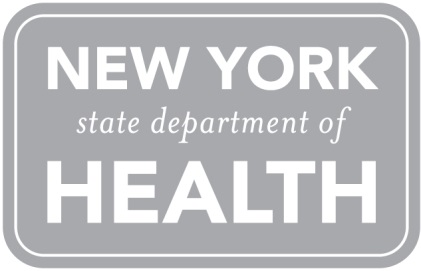 NEW YORK
state department of
HEALTH